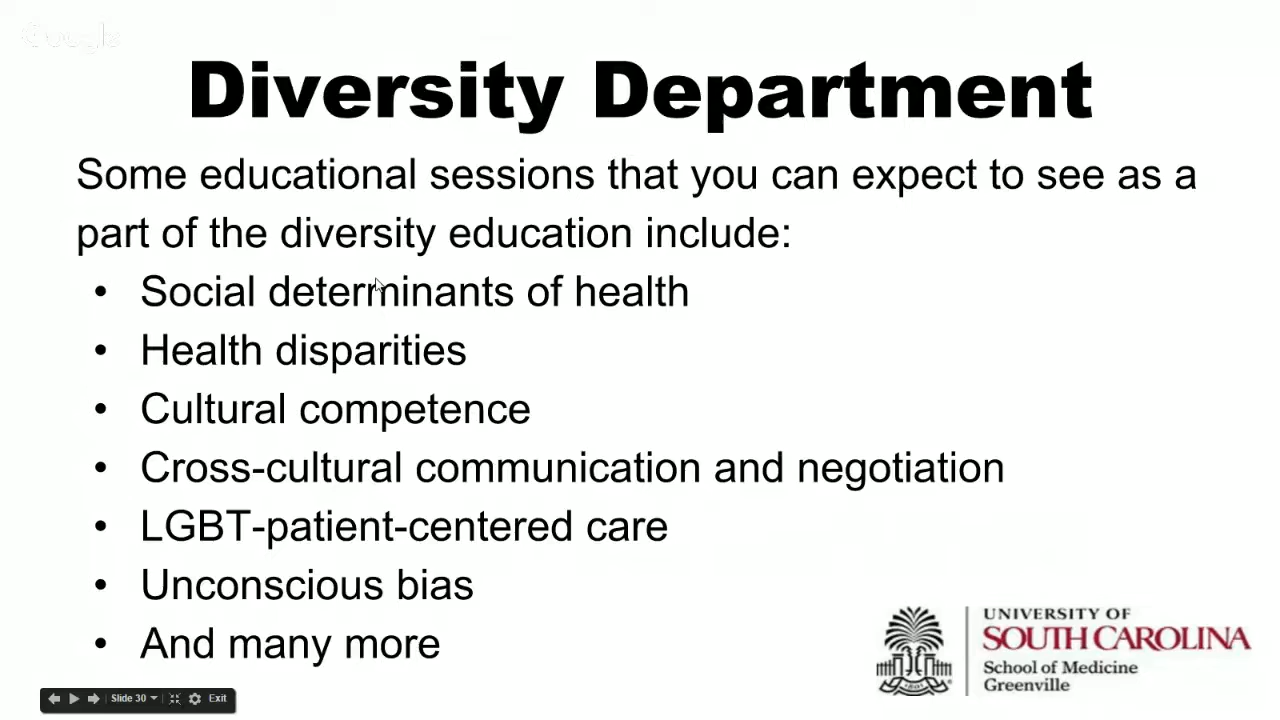 Google
Diversity Department
Some educational sessions that you can expect to see as a
part of the diversity education include:
• Social determinants of health
• Health disparities
• Cultural competence
• Cross-cultural communication and negotiation
• LGBT-patient-centered care
• Unconscious bias
• And many more
UNIVERSITY OF
SOUTH CAROLINA
School of Medicine
Greenville
Slide 30
Exit